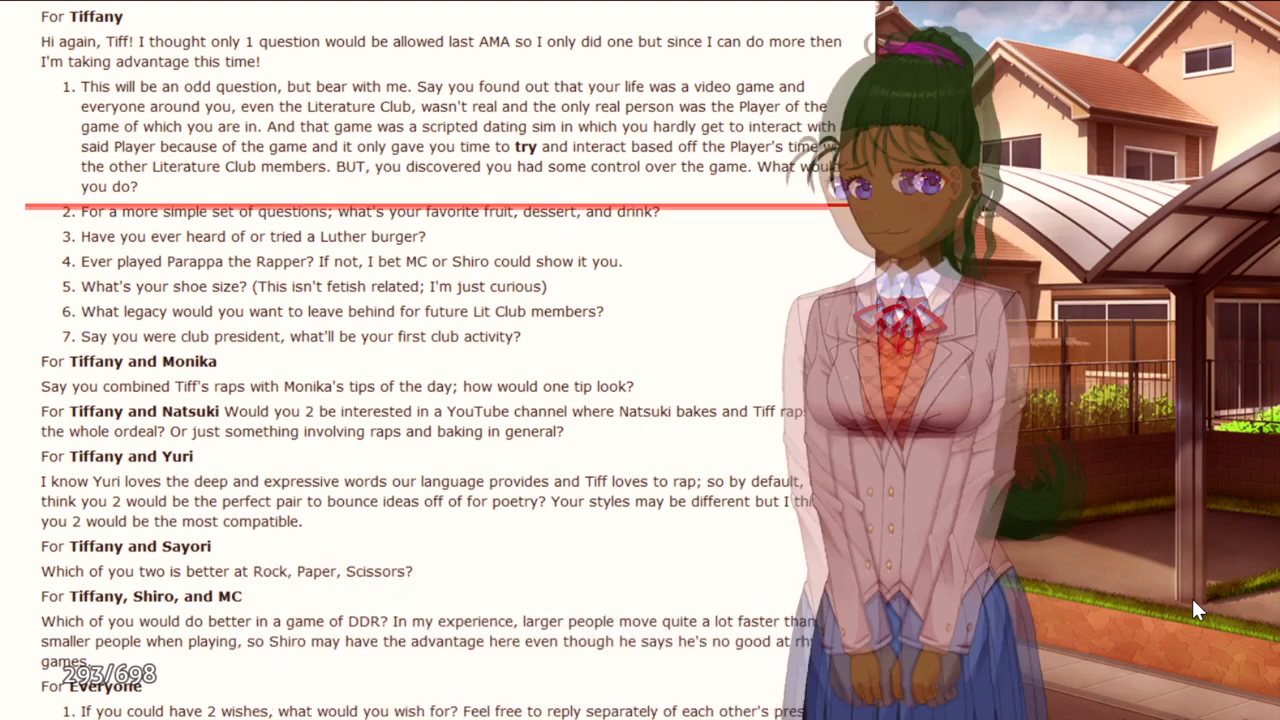 For Tiffany
Hi again, Tiff! I thought only 1 question would be allowed last AMA so I only did one but since I can do more then
I'm taking advantage this time!
1. This will be an odd question, but bear with me. Say you found out that your life was a video game and
everyone around you, even the Literature Club, wasn't real and the only real person was the Player of the
game of which you are in. And that game was a scripted dating sim in which you hardly get to interact with
said Player because of the game and it only gave you time to try and interact based off the Player's time
the other Literature Club members. BUT, you discovered you had some control over the game. What would
you do?
2. For a more simple set of questions; what's your favorite fruit, dessert, and drink?
3. Have you ever heard of or tried a Luther burger?
4. Ever played Parappa the Rapper? If not, I bet MC or Shiro could show it you.
5. What's your shoe size? (This isn't fetish related; I'm just curious)
6. What legacy would you want to leave behind for future Lit Club members?
7. Say you were club president, what'll be your first club activity?
For Tiffany and Monika
Say you combined Tiff's raps with Monika's tips of the day; how would one tip look?
For Tiffany and Natsuki Would you 2 be interested in a YouTube channel where Natsuki bakes and Tiff raps
the whole ordeal? Or just something involving raps and baking in general?
For Tiffany and Yuri
I know Yuri loves the deep and expressive words our language provides and Tiff loves to rap; so by default,
think you 2 would be the perfect pair to bounce ideas off of for poetry? Your styles may be different but I
you 2 would be the most compatible.
For Tiffany and Sayori
Which of you two is better at Rock, Paper, Scissors?
For Tiffany, Shiro, and MC
Which of you would do better in a game of DDR? In my experience, larger people move quite a lot faster than
smaller people when playing, so Shiro may have the advantage here even though he says he's no good at
games.
293/698
For Everyone
1. If you could have 2 wishes, what would you wish for? Feel free to reply separately of each other's